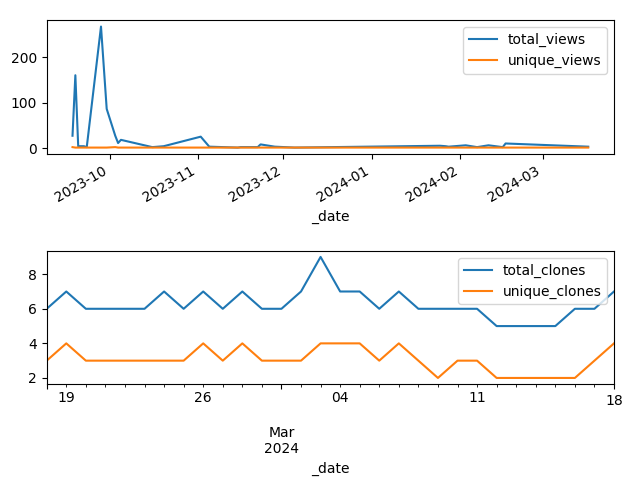 total_views
unique_views
200
100
0
2023-10
2023-11
2023-12
2024-01
2024-02
2024-03
_date
total_clones
unique_clones
8
6
4
2
19
26
04
11
18
Mar
2024
_date